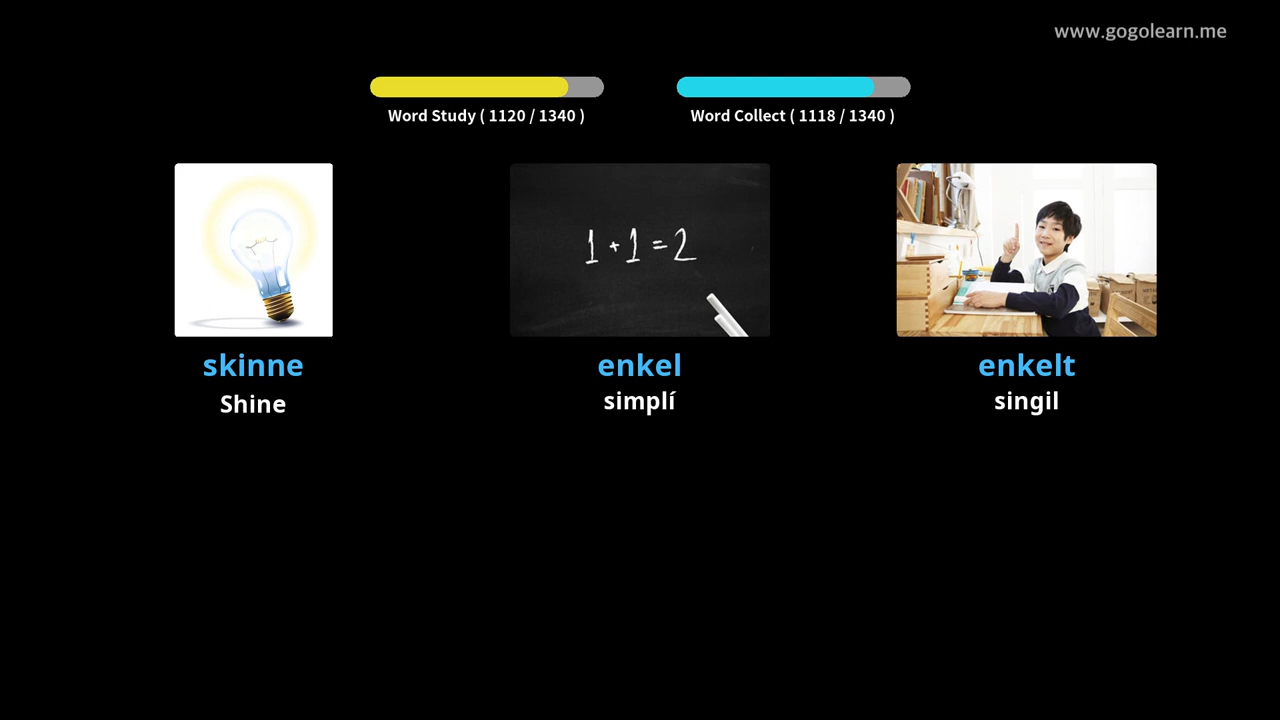 www.gogolearn.me
Word Study ( 1120 / 1340 )
Word Collect ( 1118 / 1340 )
1 + 1 = 2
skinne
Shine
enkel
simplí
enkelt
singil